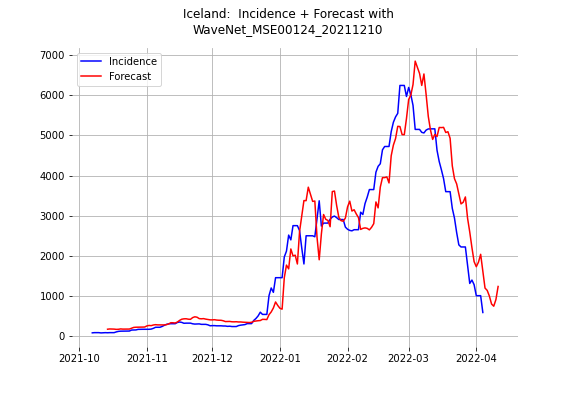 Iceland:  Incidence + Forecast with
WaveNet_MSE00124_20211210
7000
6000
5000
4000
3000
2000
1000
0
Incidence
Forecast
2021-10 2021-11 2021-12 2022-01 2022-02 2022-03 2022-04